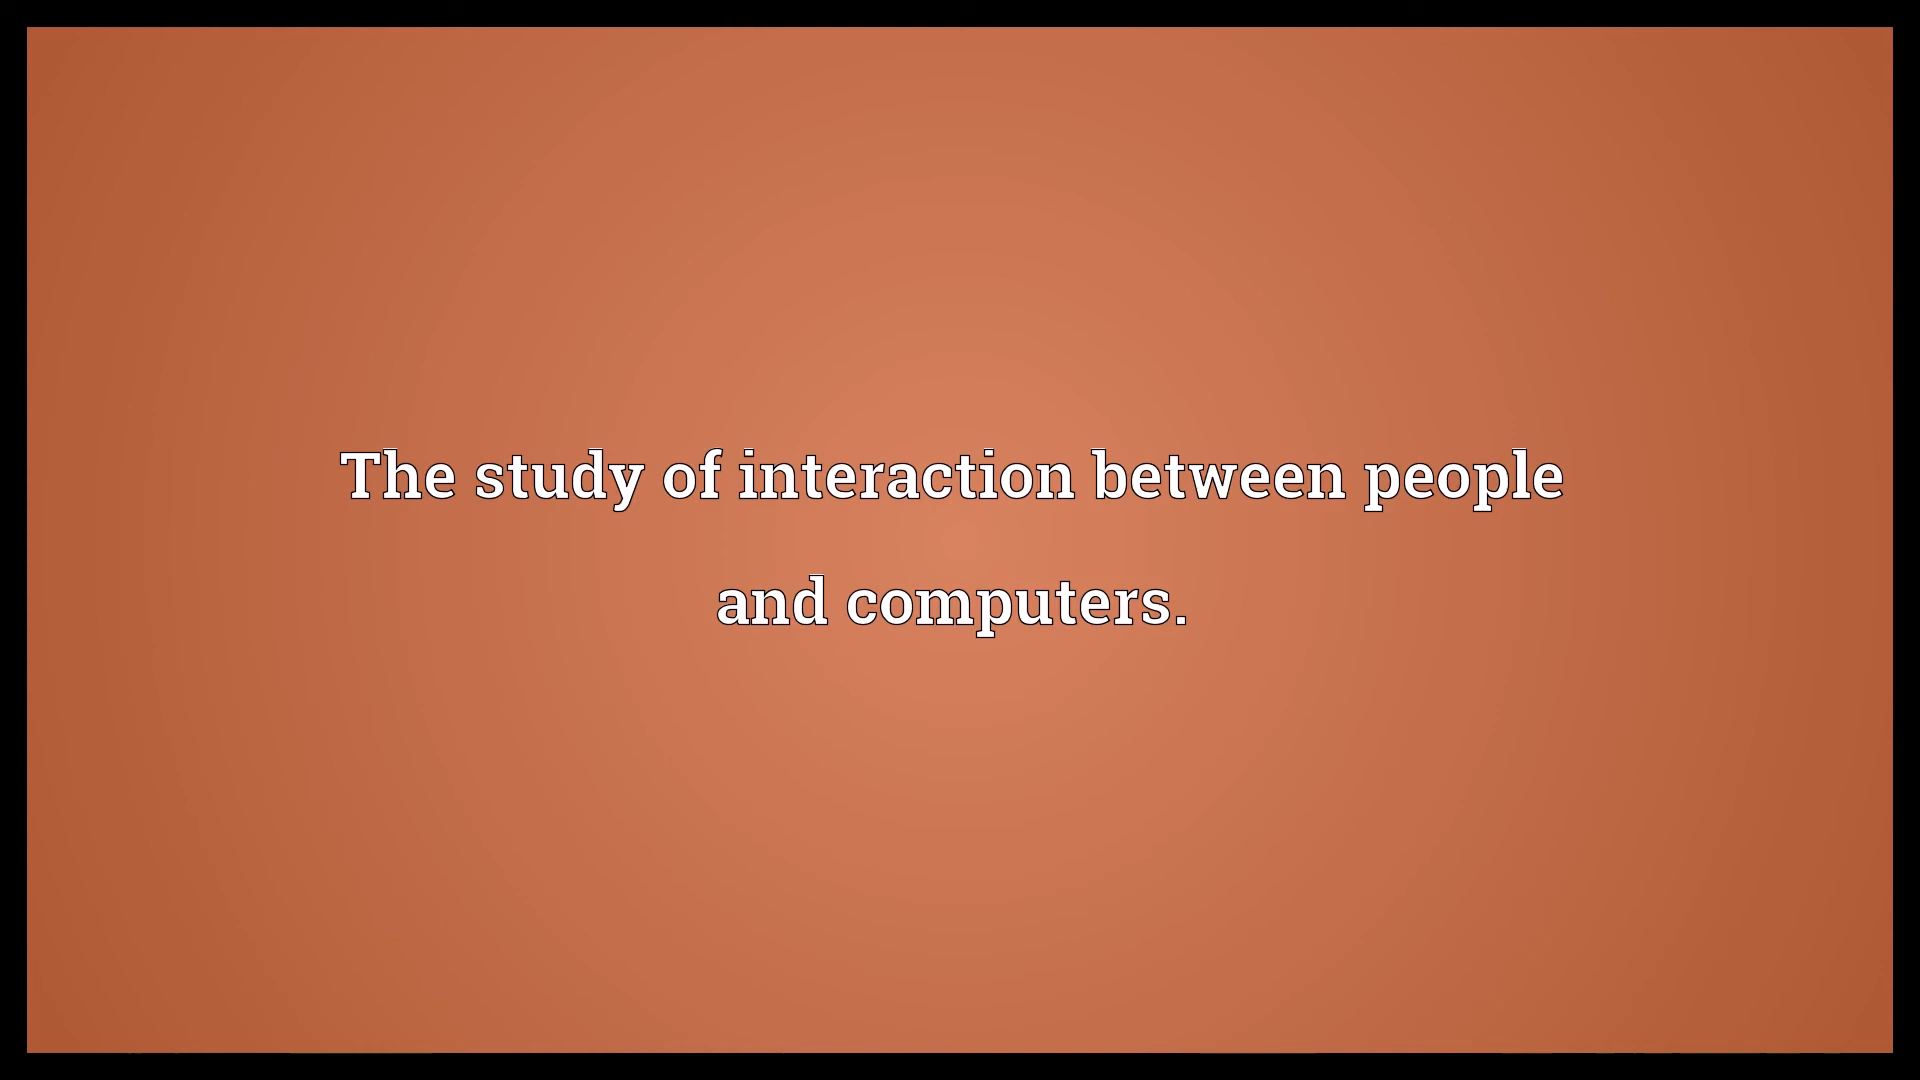 The study of interaction between people
and computers.